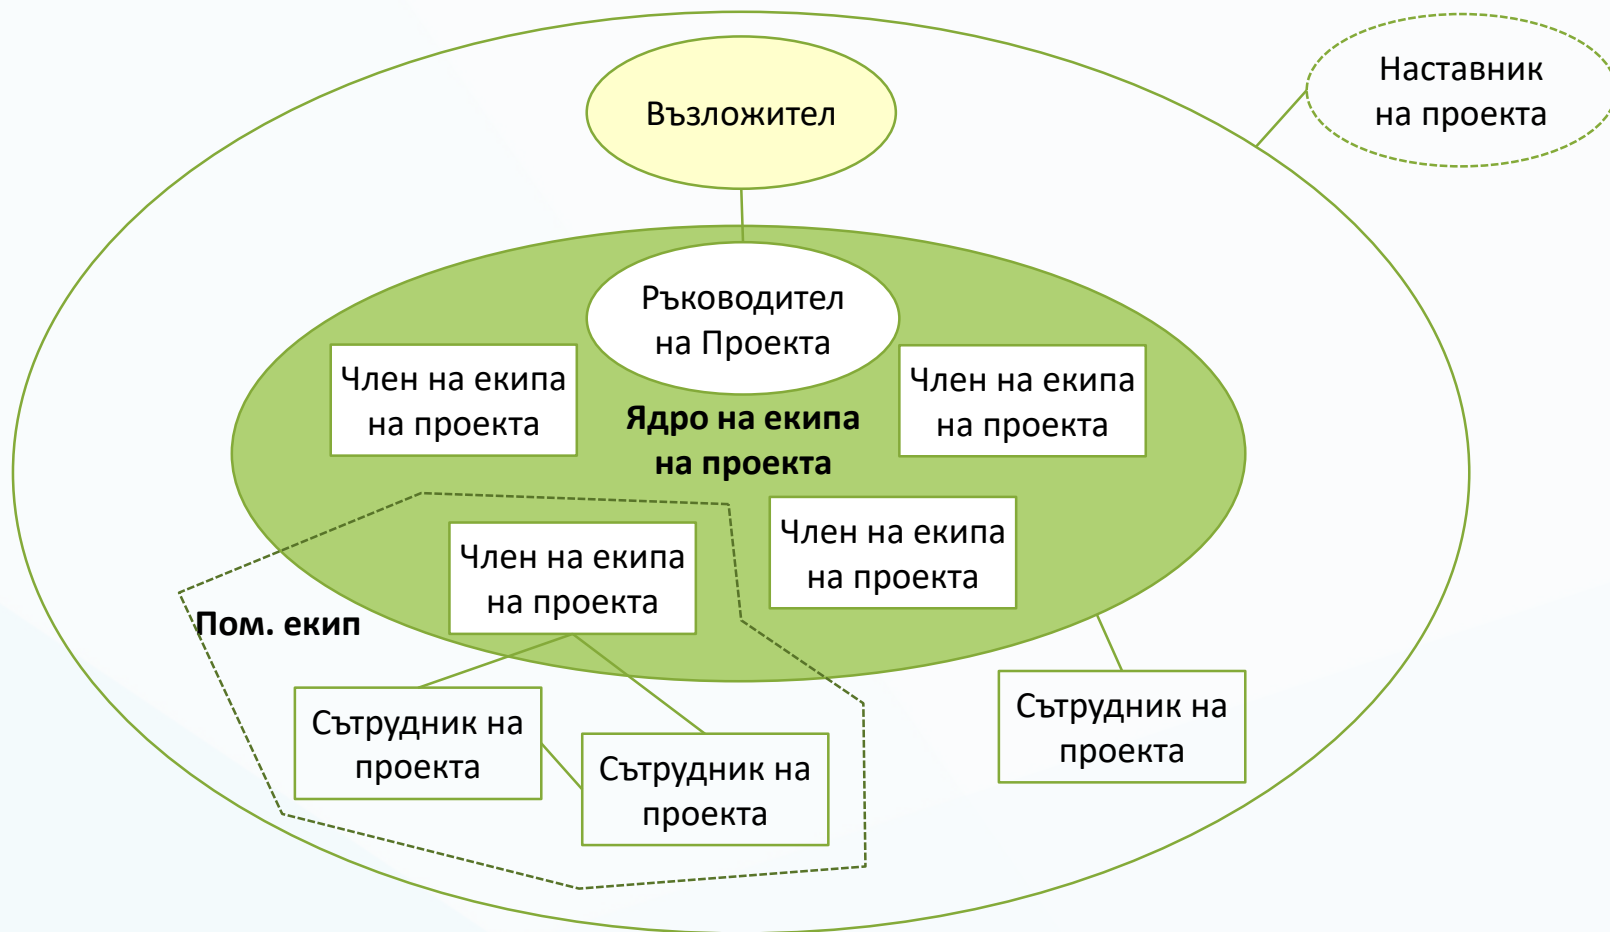 Наставник
на проекта
Възложител
Ръководител
на Проекта
Член на екипа
на проекта
Член на екипа
на проекта
Ядро на екипа
на проекта
Член на екипа
на проекта
Член на екипа
на проекта
Пом. екип
Сътрудник на
проекта
Сътрудник на
проекта
Сътрудник на
проекта